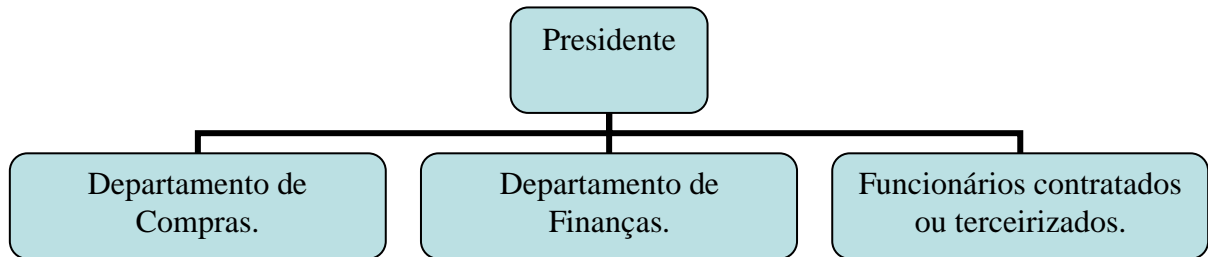 Presidente
Departamento de
Compras.
Departamento de
Finanças.
Funcionários contratados
ou terceirizados.